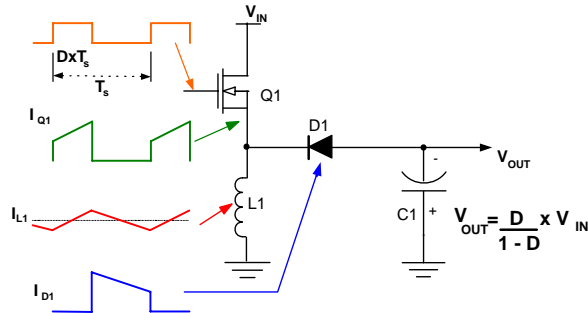 V_IN
DxT_s
T_s
Q1
I_Q1
D1
V_OUT
-
I_L1
L1
C1
+
V_OUT = D / 1 - D x V_IN
I_D1